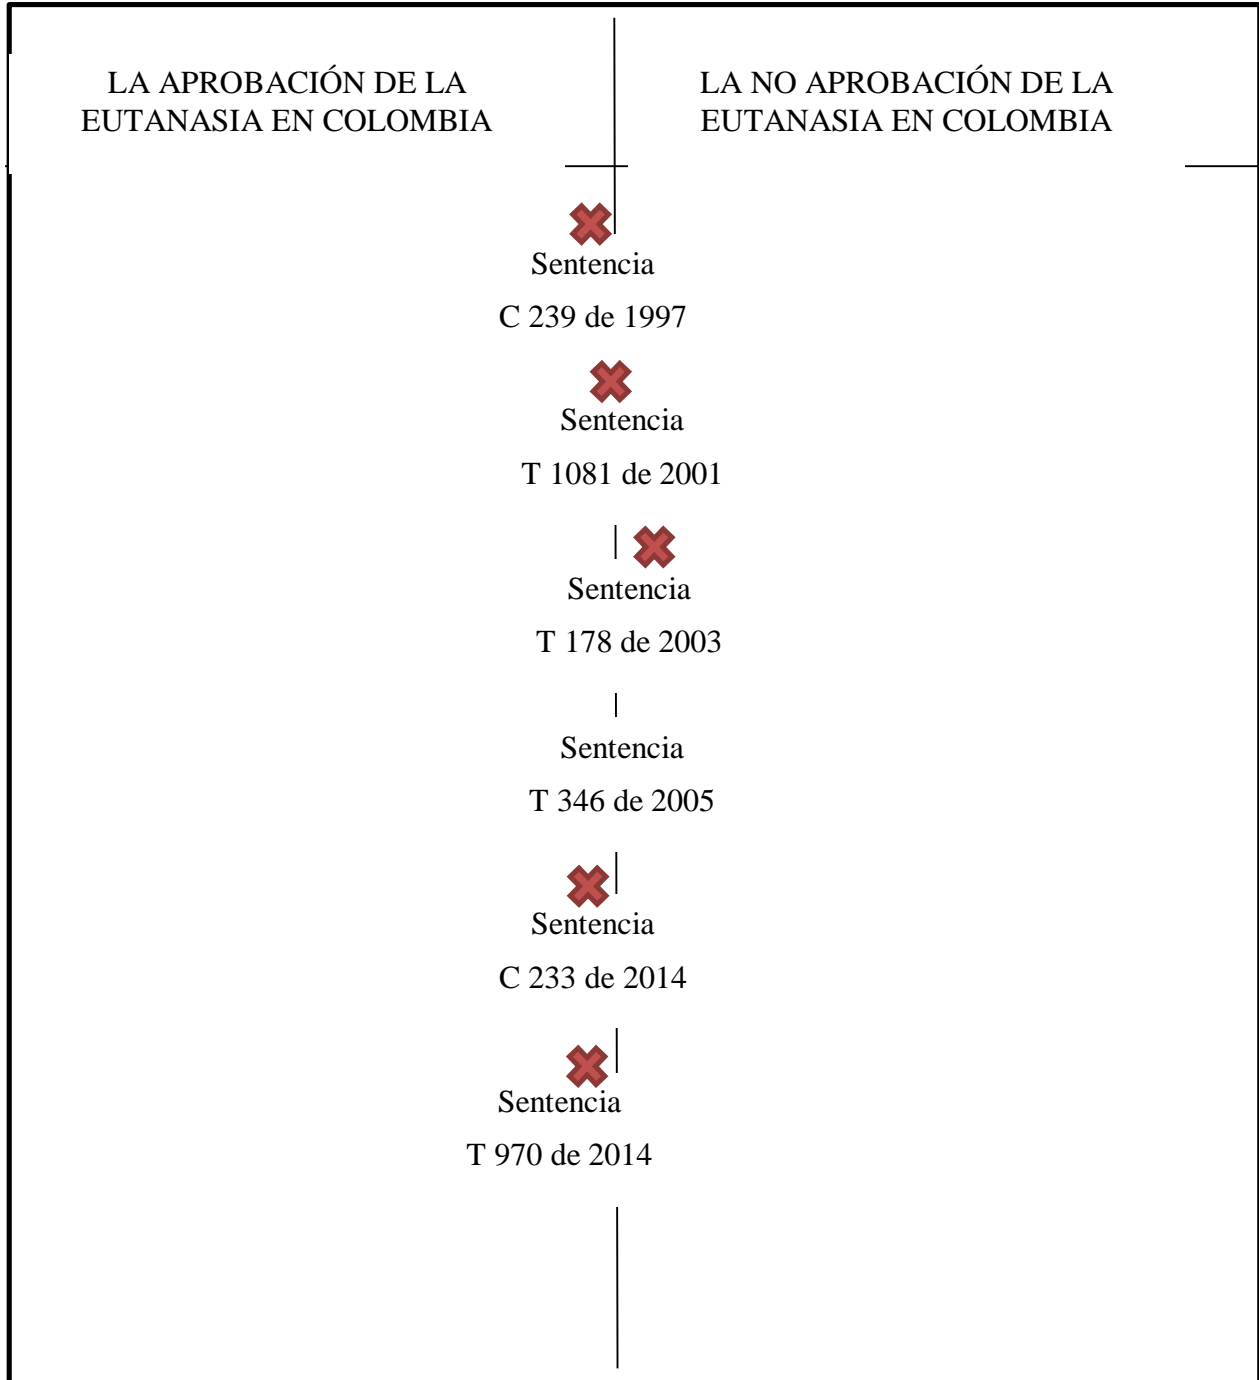 LA APROBACIÓN DE LA
EUTANASIA EN COLOMBIA
LA NO APROBACIÓN DE LA
EUTANASIA EN COLOMBIA
Sentencia
C 239 de 1997
Sentencia
T 1081 de 2001
Sentencia
T 178 de 2003
Sentencia
T 346 de 2005
Sentencia
C 233 de 2014
Sentencia
T 970 de 2014